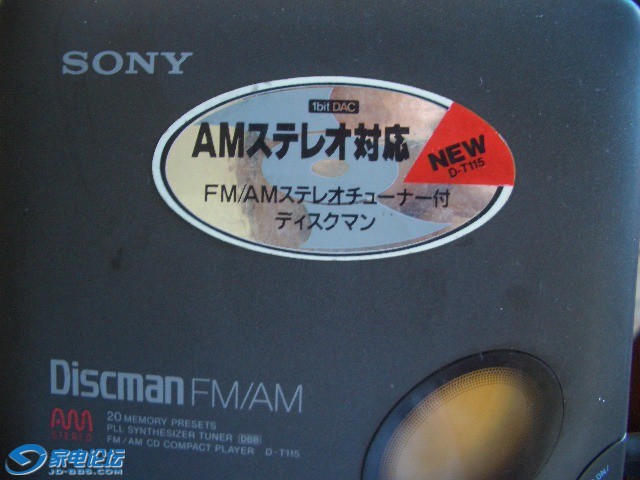 SONY
1bit DAC
AMステレオ対応
NEW
D-T115
FM/AMステレオチューナー付
ディスクマン
Discman FM/AM
AM
STEREO
20 MEMORY PRESETS
PLL SYNTHESIZER TUNER DBB
FM/AM CD COMPACT PLAYER D-T115
家电论坛
JD-BBS.COM